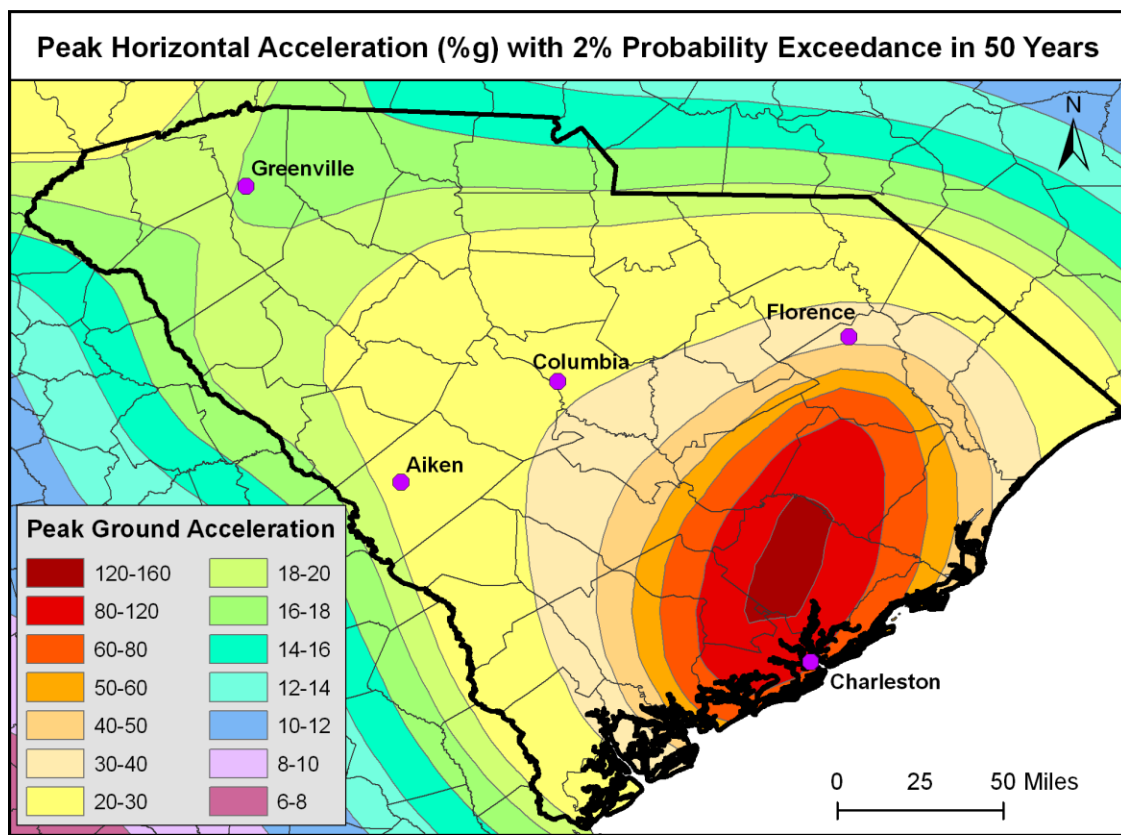 Peak Horizontal Acceleration (%g) with 2% Probability Exceedance in 50 Years
N
Greenville
Florence
Columbia
Aiken
Charleston
Peak Ground Acceleration
120-160
80-120
60-80
50-60
40-50
30-40
20-30
18-20
16-18
14-16
12-14
10-12
8-10
6-8
0 25 50 Miles